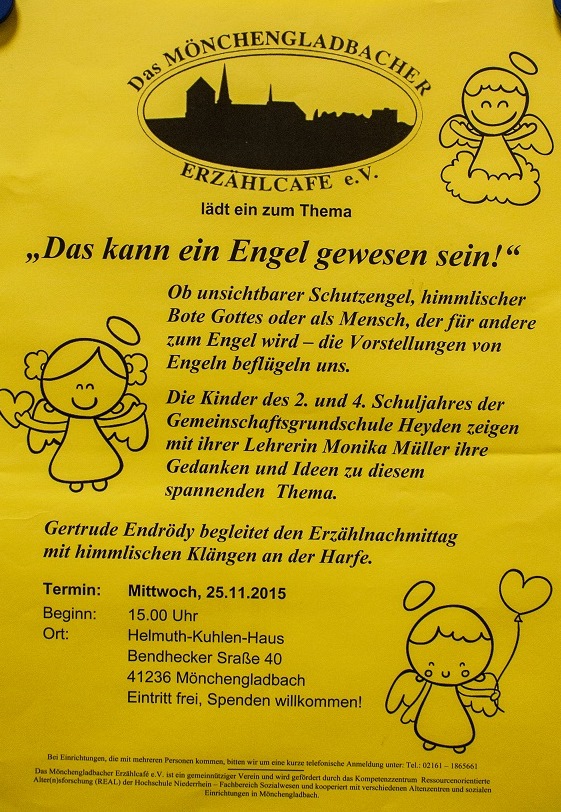 Das MÖNCHENGLADBACHER
ERZÄHLCAFE e.V.
lädt ein zum Thema
„Das kann ein Engel gewesen sein!“
Ob unsichtbarer Schutzengel, himmlischer
Bote Gottes oder als Mensch, der für andere
zum Engel wird – die Vorstellungen von
Engeln beflügeln uns.
Die Kinder des 2. und 4. Schuljahres der
Gemeinschaftsgrundschule Heyden zeigen
mit ihrer Lehrerin Monika Müller ihre
Gedanken und Ideen zu diesem
spannenden Thema.
Gertrude Endrödy begleitet den Erzählnachmittag
mit himmlischen Klängen an der Harfe.
Termin: Mittwoch, 25.11.2015
Beginn: 15.00 Uhr
Ort: Helmuth-Kuhlen-Haus
Bendhecker Sraße 40
41236 Mönchengladbach
Eintritt frei, Spenden willkommen!
Bei Einrichtungen, die mit mehreren Personen kommen, bitten wir um eine kurze telefonische Anmeldung unter: Tel.: 02161 – 1865661
Das Mönchengladbacher Erzählcafé e.V. ist ein gemeinnütziger Verein und wird gefördert durch das Kompetenzzentrum Ressourcenorientierte
Alter(n)sforschung (REAL) der Hochschule Niederrhein – Fachbereich Sozialwesen und kooperiert mit verschiedenen Altenzentren und sozialen
Einrichtungen in Mönchengladbach.